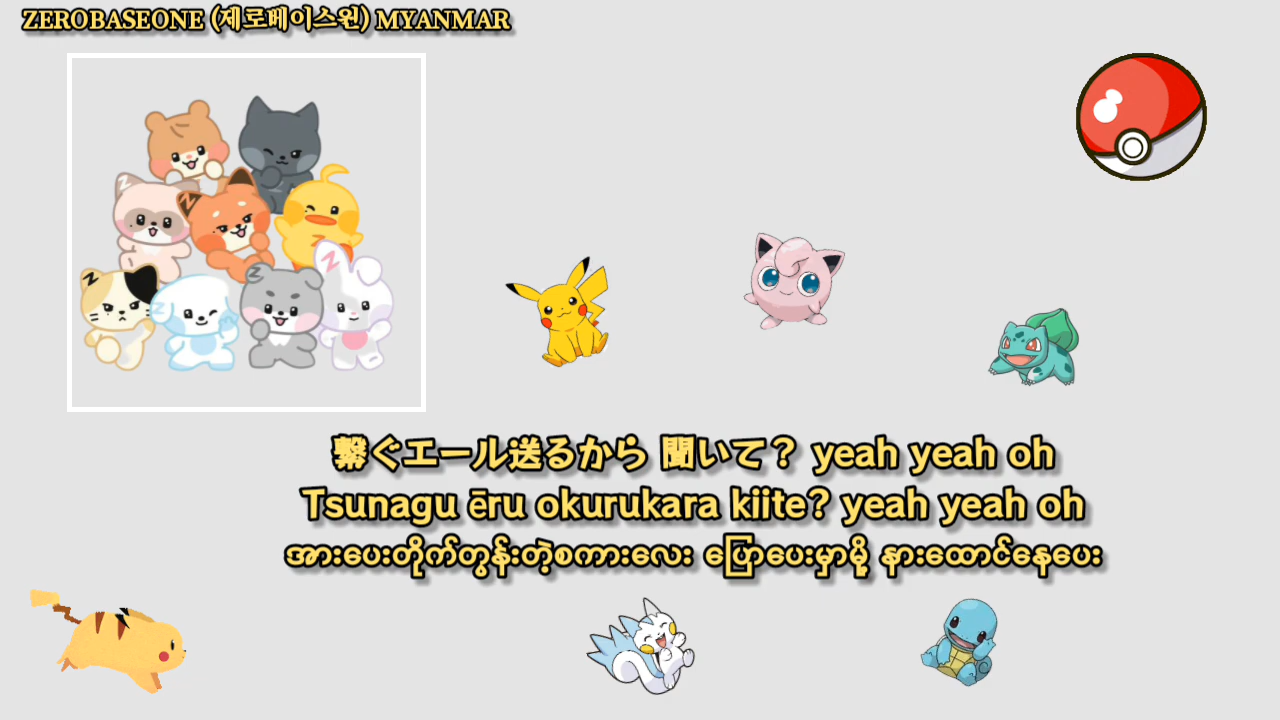 ZEROBASEONE (제로베이스원) MYANMAR
繋ぐエール送るから 聞いて? yeah yeah oh
Tsunagu ēru okurukara kiite? yeah yeah oh
အားပေးတိုက်တွန်းတဲ့စကားလေး ပြောပေးမှာမို့ နားထောင်နေပေး